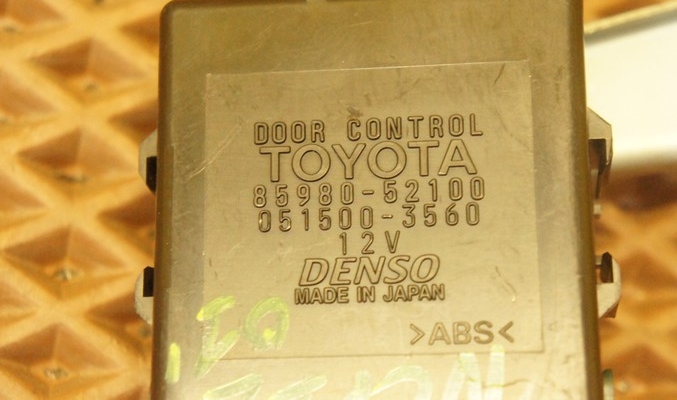 DOOR CONTROL
TOYOTA
85980-52100
051500-3560
12V
DENSO
MADE IN JAPAN
>ABS<